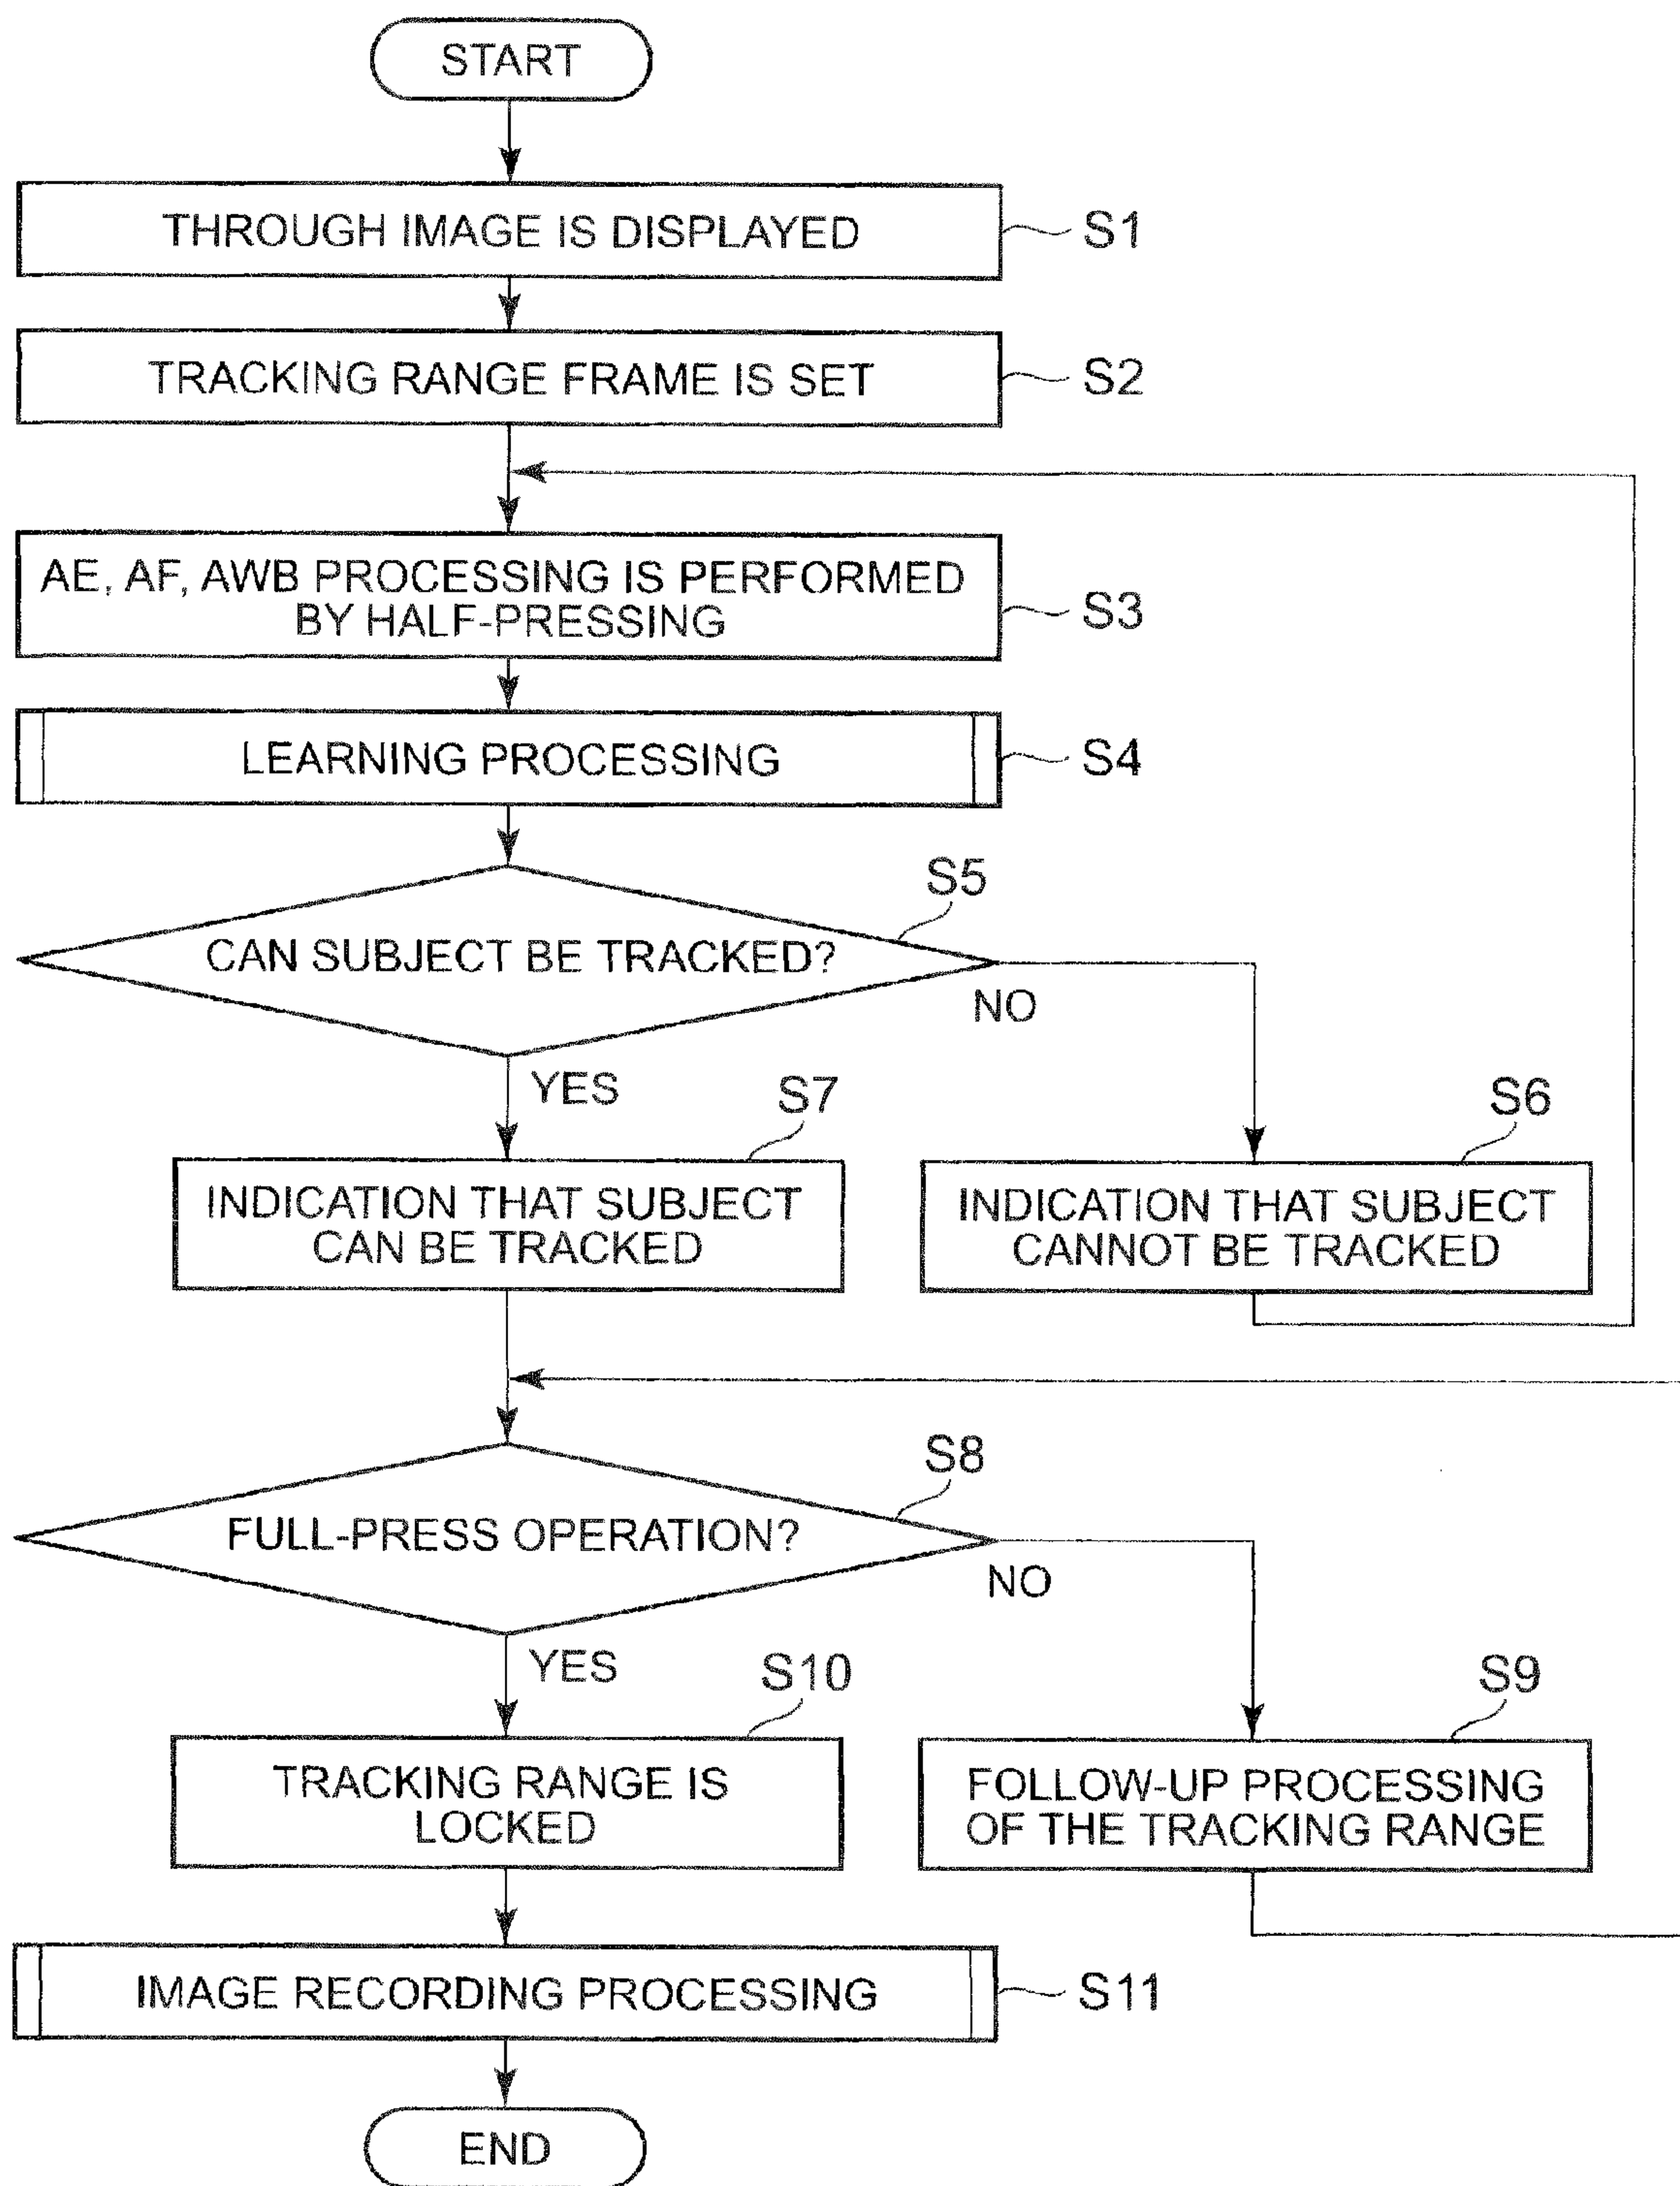 START
THROUGH IMAGE IS DISPLAYED
S1
TRACKING RANGE FRAME IS SET
S2
AE, AF, AWB PROCESSING IS PERFORMED
BY HALF-PRESSING
S3
LEARNING PROCESSING
S4
S5
CAN SUBJECT BE TRACKED?
NO
YES
S7
S6
INDICATION THAT SUBJECT
CAN BE TRACKED
INDICATION THAT SUBJECT
CANNOT BE TRACKED
S8
FULL-PRESS OPERATION?
NO
YES
S10
S9
TRACKING RANGE IS
LOCKED
FOLLOW-UP PROCESSING
OF THE TRACKING RANGE
IMAGE RECORDING PROCESSING
S11
END